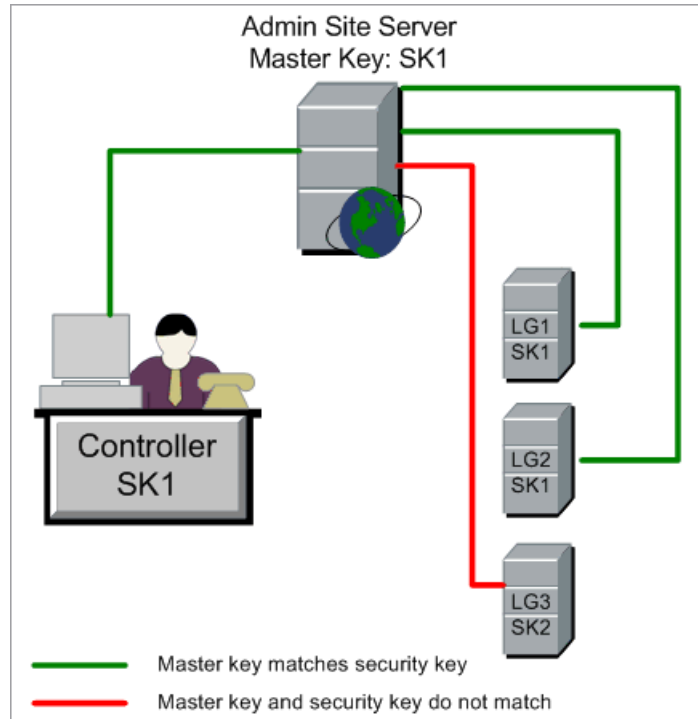 Admin Site Server
Master Key: SK1
LG1
SK1
LG2
SK1
Controller
SK1
LG3
SK2
Master key matches security key
Master key and security key do not match